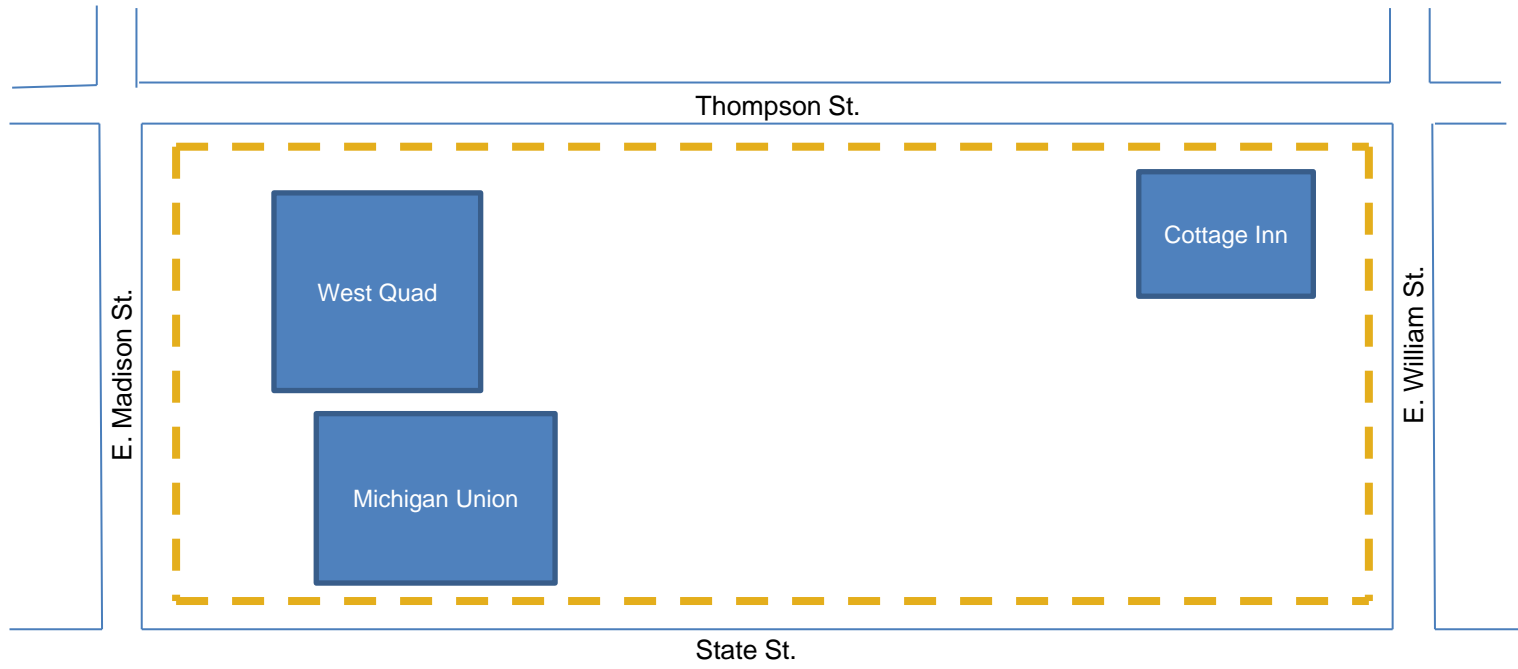 Thompson St.
Cottage Inn
West Quad
E. Madison St.
E. William St.
Michigan Union
State St.